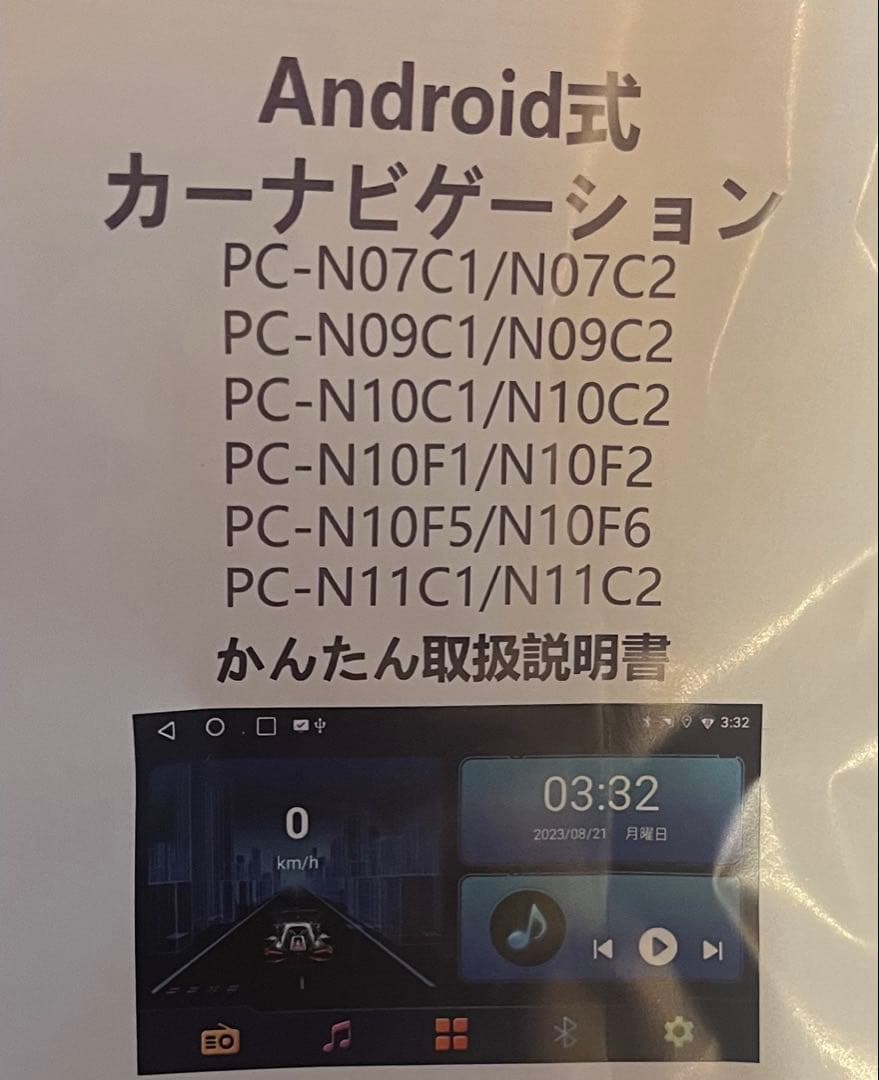 Android式
カーナビゲーション
PC-N07C1/N07C2
PC-N09C1/N09C2
PC-N10C1/N10C2
PC-N10F1/N10F2
PC-N10F5/N10F6
PC-N11C1/N11C2
かんたん取扱説明書
3:32
0
km/h
03:32
2023/08/21 月曜日